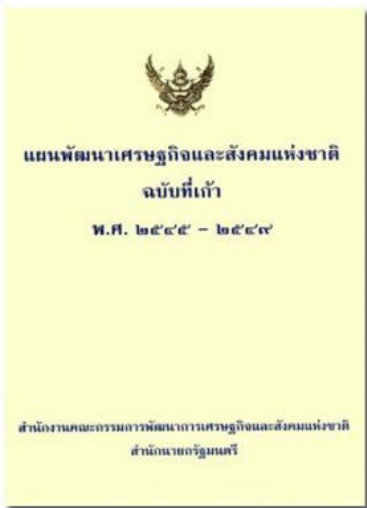 แผนพัฒนาเศรษฐกิจและสังคมแห่งชาติ
ฉบับที่เก้า
พ.ศ. ๒๕๔๕ - ๒๕๔๙
สำนักงานคณะกรรมการพัฒนาการเศรษฐกิจและสังคมแห่งชาติ
สำนักนายกรัฐมนตรี